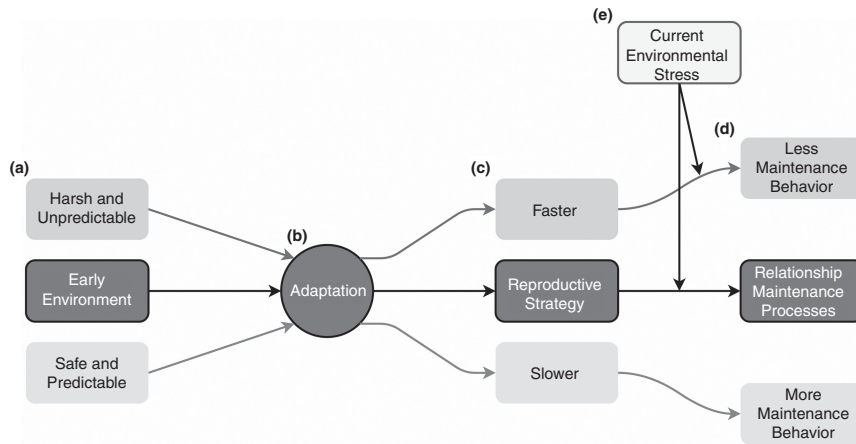 (e)
Current
Environmental
Stress
(d)
Less
Maintenance
Behavior
(a)
Harsh and
Unpredictable
(c)
Faster
(b)
Early
Environment
Adaptation
Reproductive
Strategy
Relationship
Maintenance
Processes
Safe and
Predictable
Slower
More
Maintenance
Behavior